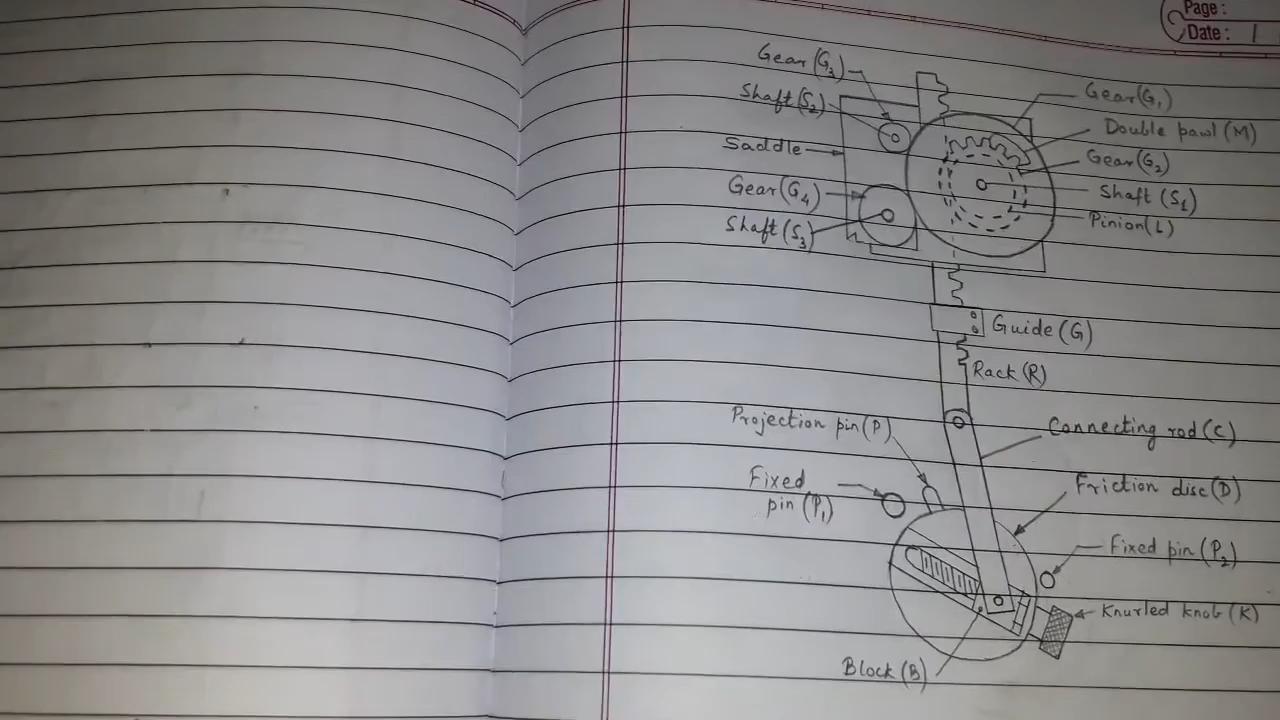 Page :
Date : 1
Gear(G3)
Shaft(S2)
Saddle
Gear(G4)
Shaft(S3)
Gear(G1)
Double pawl(M)
Gear(G2)
Shaft(S1)
Pinion(L)
Guide(G)
Rack(R)
Projection pin(P)
Connecting rod(C)
Fixed
pin(P1)
Friction disc(D)
Fixed pin(P2)
Knurled knob(K)
Block(B)